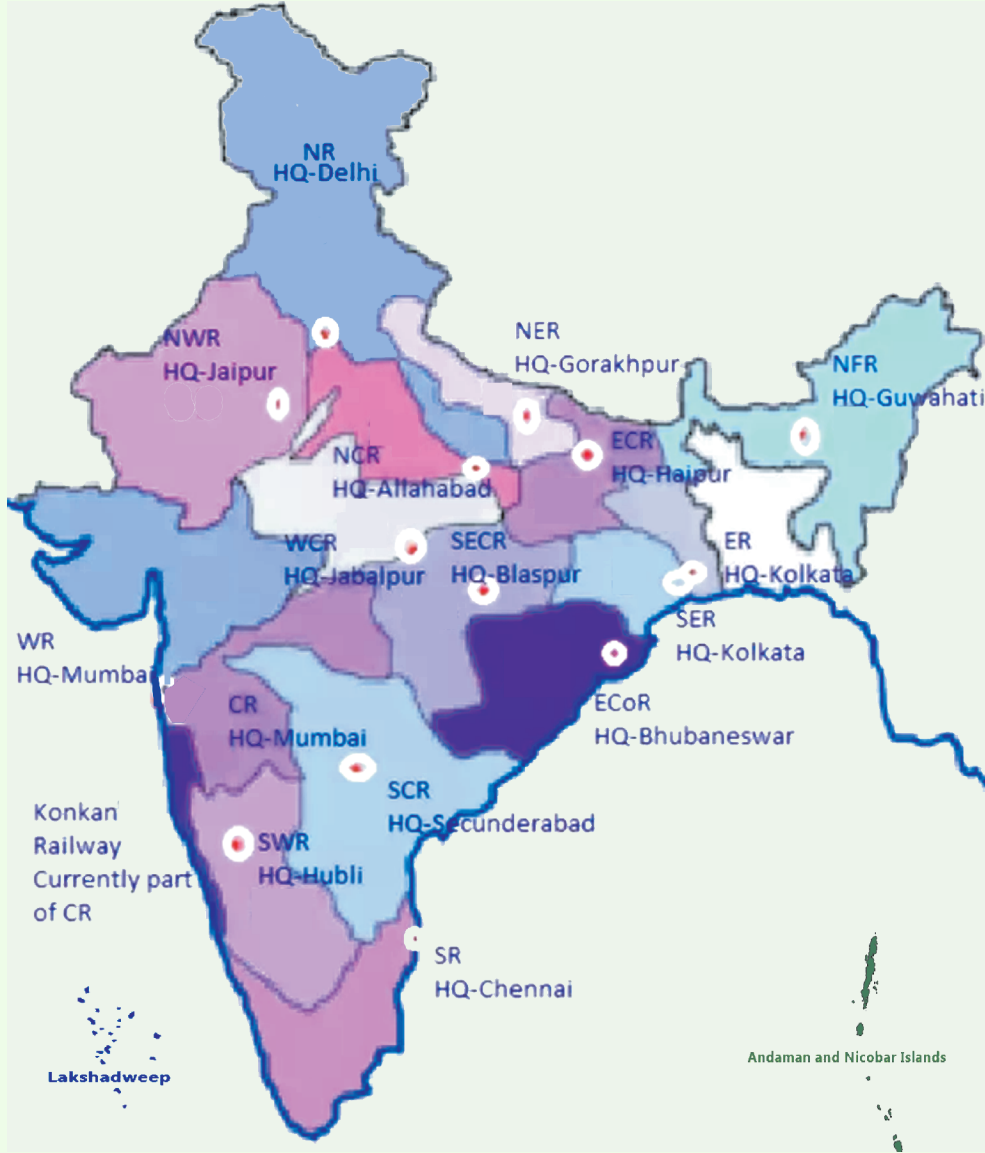 NR
HQ-Delhi
NWR
HQ-Jaipur
NER
HQ-Gorakhpur
NFR
HQ-Guwahati
NCR
HQ-Allahabad
ECR
HQ-Haipur
WCR
HQ-Jabalpur
SECR
HQ-Blaspur
ER
HQ-Kolkata
SER
HQ-Kolkata
WR
HQ-Mumbai
CR
HQ-Mumbai
ECoR
HQ-Bhubaneswar
SCR
HQ-Secunderabad
Konkan
Railway
Currently part
of CR
SWR
HQ-Hubli
SR
HQ-Chennai
Lakshadweep
Andaman and Nicobar Islands